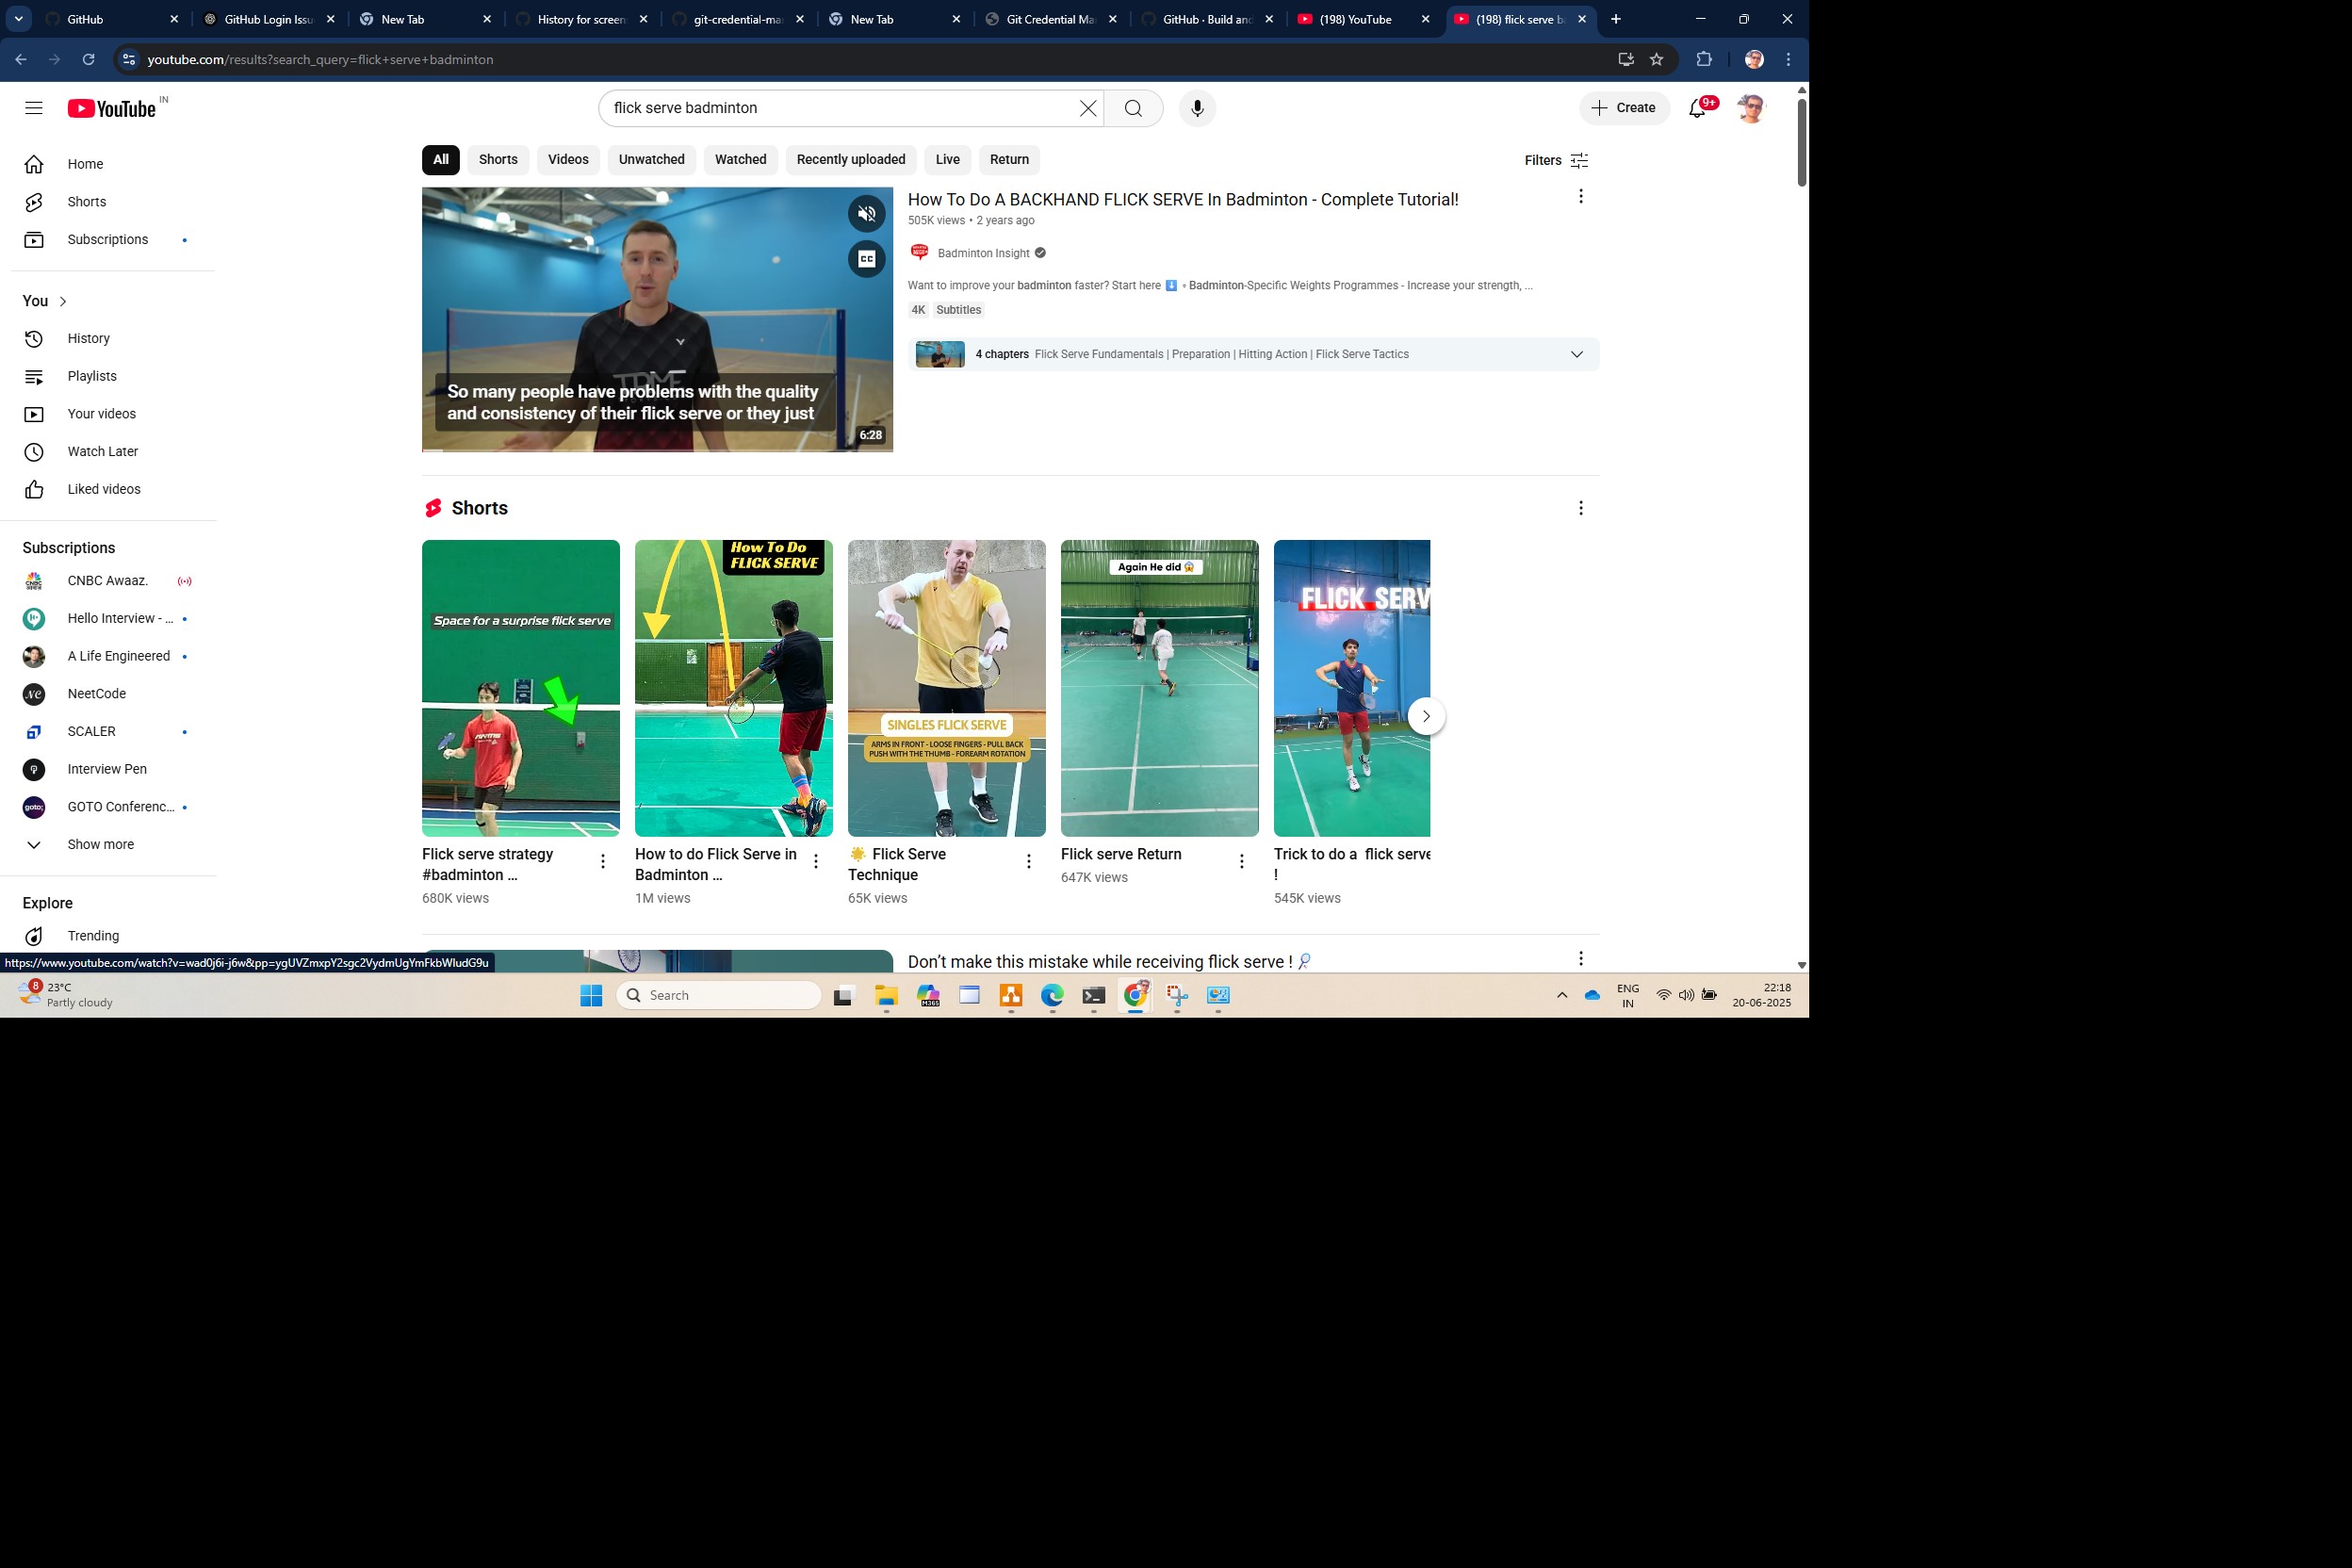 GitHub
GitHub Login Issu
New Tab
History for screen
git-credential-ma
New Tab
Git Credential Ma
GitHub · Build and
(198) YouTube
(198) flick serve ba
youtube.com/results?search_query=flick+serve+badminton
YouTube IN
flick serve badminton
Create
9+
Home
Shorts
Subscriptions
You
History
Playlists
Your videos
Watch Later
Liked videos
Subscriptions
CNBC Awaaz.
Hello Interview - ...
A Life Engineered
NeetCode
SCALER
Interview Pen
GOTO Conferenc...
Show more
Explore
Trending
All
Shorts
Videos
Unwatched
Watched
Recently uploaded
Live
Return
Filters
CC
So many people have problems with the quality
and consistency of their flick serve or they just
6:28
How To Do A BACKHAND FLICK SERVE In Badminton - Complete Tutorial!
505K views • 2 years ago
Badminton Insight
Want to improve your badminton faster? Start here ⬇️ • Badminton-Specific Weights Programmes - Increase your strength, ...
4K
Subtitles
4 chapters Flick Serve Fundamentals | Preparation | Hitting Action | Flick Serve Tactics
Shorts
Space for a surprise flick serve
Flick serve strategy
#badminton ...
680K views
How To Do
FLICK SERVE
How to do Flick Serve in
Badminton ...
1M views
SINGLES FLICK SERVE
ARMS IN FRONT - LOOSE FINGERS - PULL BACK
PUSH WITH THE THUMB - FOREARM ROTATION
🌟 Flick Serve
Technique
65K views
Again He did 😱
Flick serve Return
647K views
FLICK SERV
Trick to do a flick serve
!
545K views
Don't make this mistake while receiving flick serve ! 🏸
https://www.youtube.com/watch?v=wad0j6i-j6w&pp=ygUVZmxpY2sgc2VydmUgYmFkbWludG9u
8
23°C
Partly cloudy
Search
M365
ENG
IN
22:18
20-06-2025